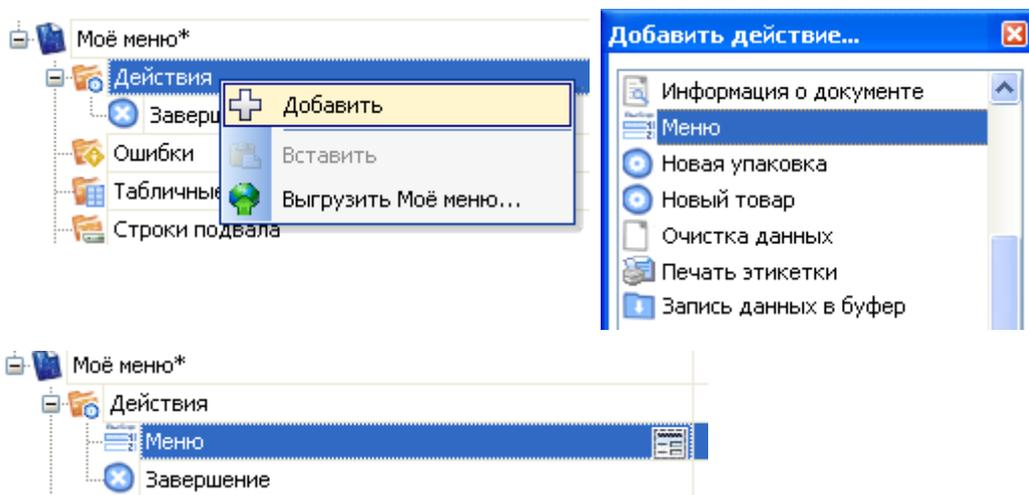 Моё меню*
Действия
Заверш
Ошибки
Табличные
Строки подвала
Добавить
Вставить
Выгрузить Моё меню...
Добавить действие...
Информация о документе
Меню
Новая упаковка
Новый товар
Очистка данных
Печать этикетки
Запись данных в буфер
Моё меню*
Действия
Меню
Завершение